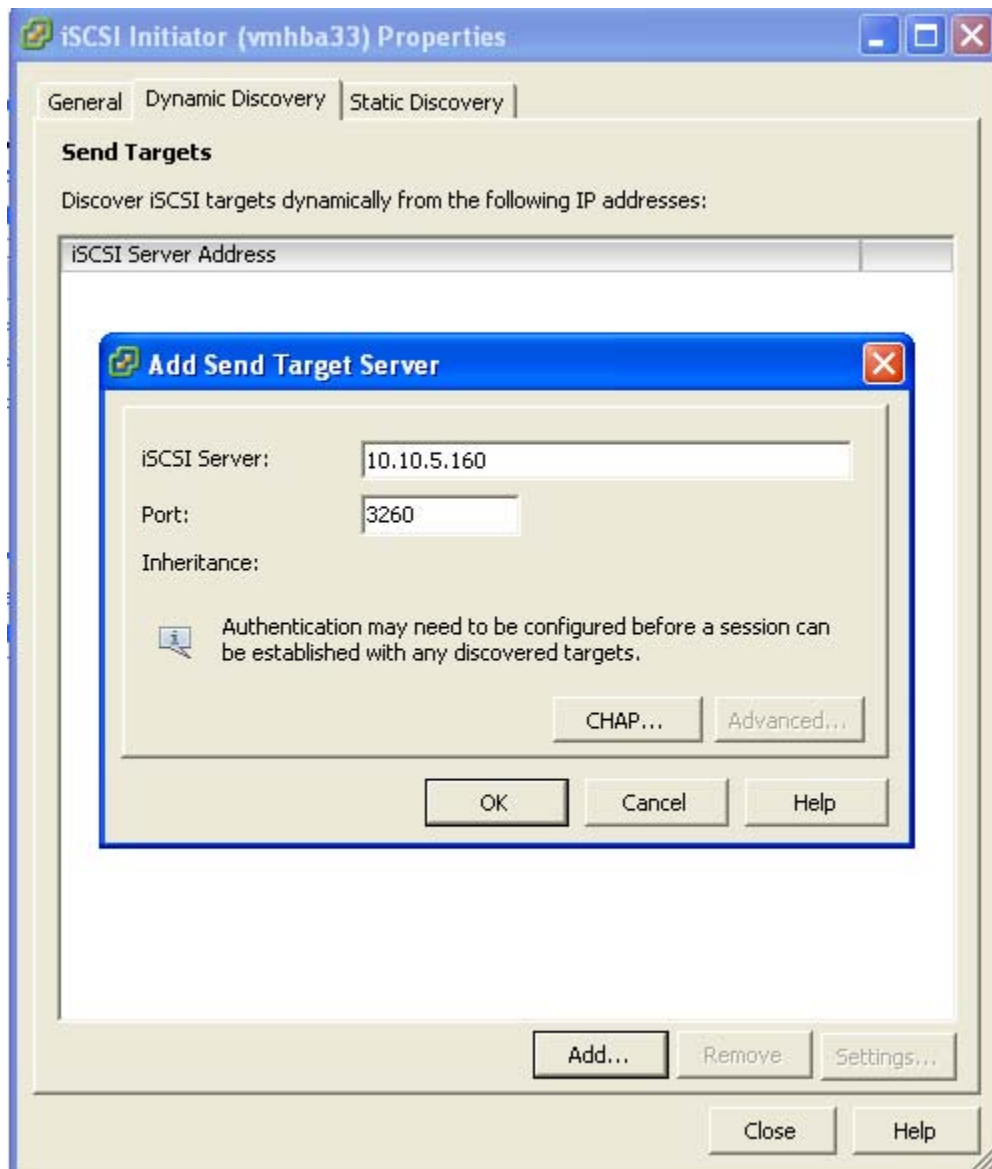 iSCSI Initiator (vmhba33) Properties
General
Dynamic Discovery
Static Discovery
Send Targets
Discover iSCSI targets dynamically from the following IP addresses:
iSCSI Server Address
Add Send Target Server
iSCSI Server: 10.10.5.160
Port: 3260
Inheritance:
Authentication may need to be configured before a session can
be established with any discovered targets.
CHAP... Advanced...
OK Cancel Help
Add... Remove Settings...
Close Help